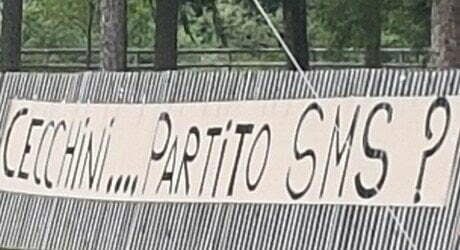 CECCHiNi.... PARTiTO SMS ?